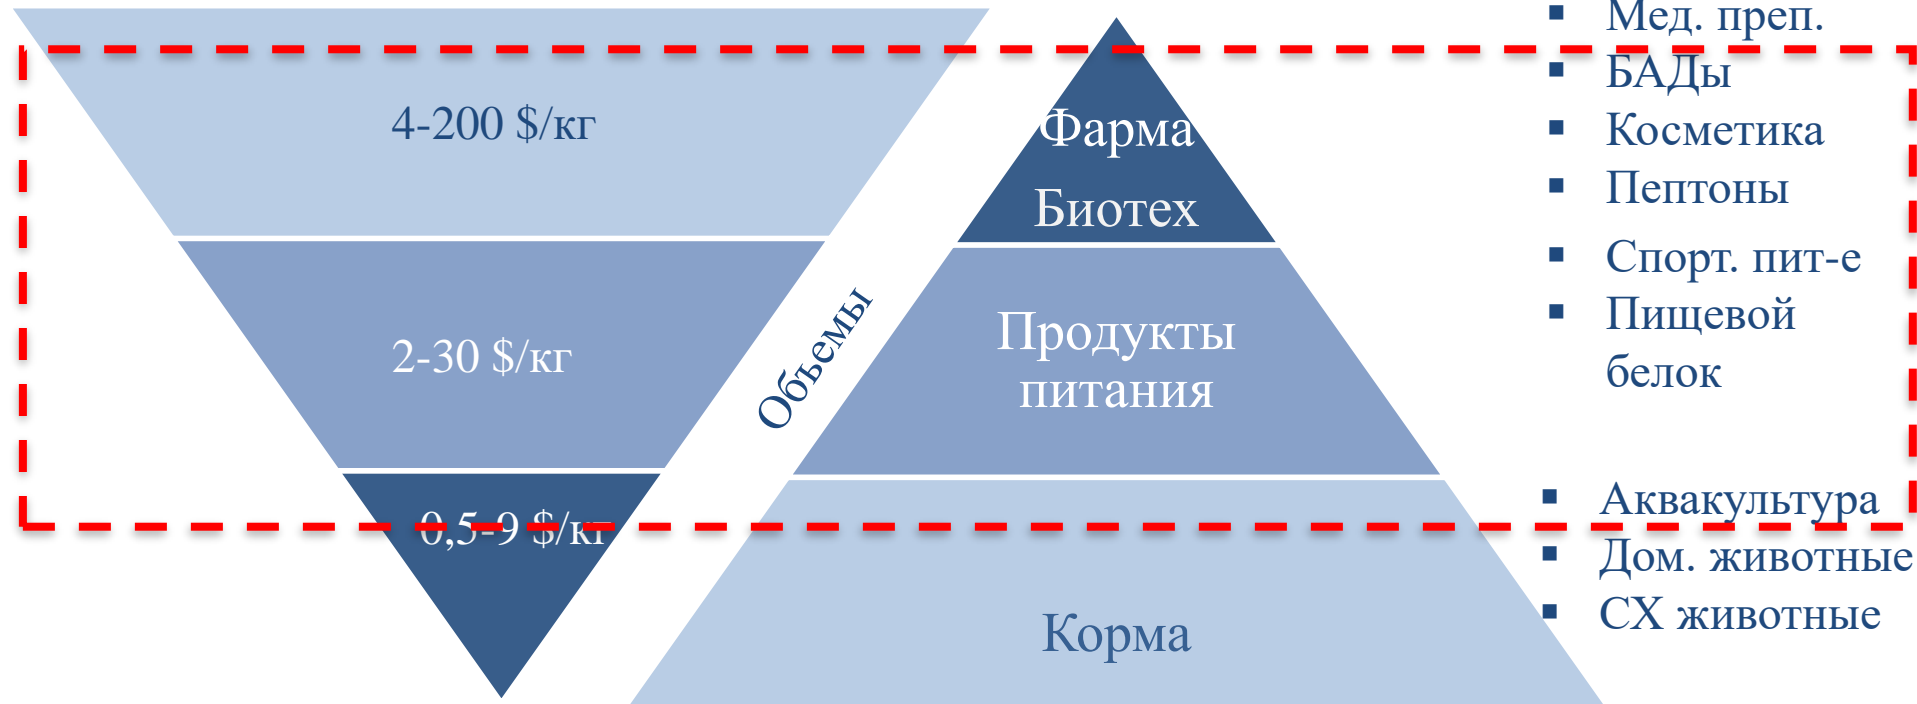 4-200 $/кг
2-30 $/кг
0,5-9 $/кг
Объемы
Фарма
Биотех
Продукты
питания
Корма
Мед. преп.
БАДы
Косметика
Пептоны
Спорт. пит-е
Пищевой
белок
Аквакультура
Дом. животные
СХ животные